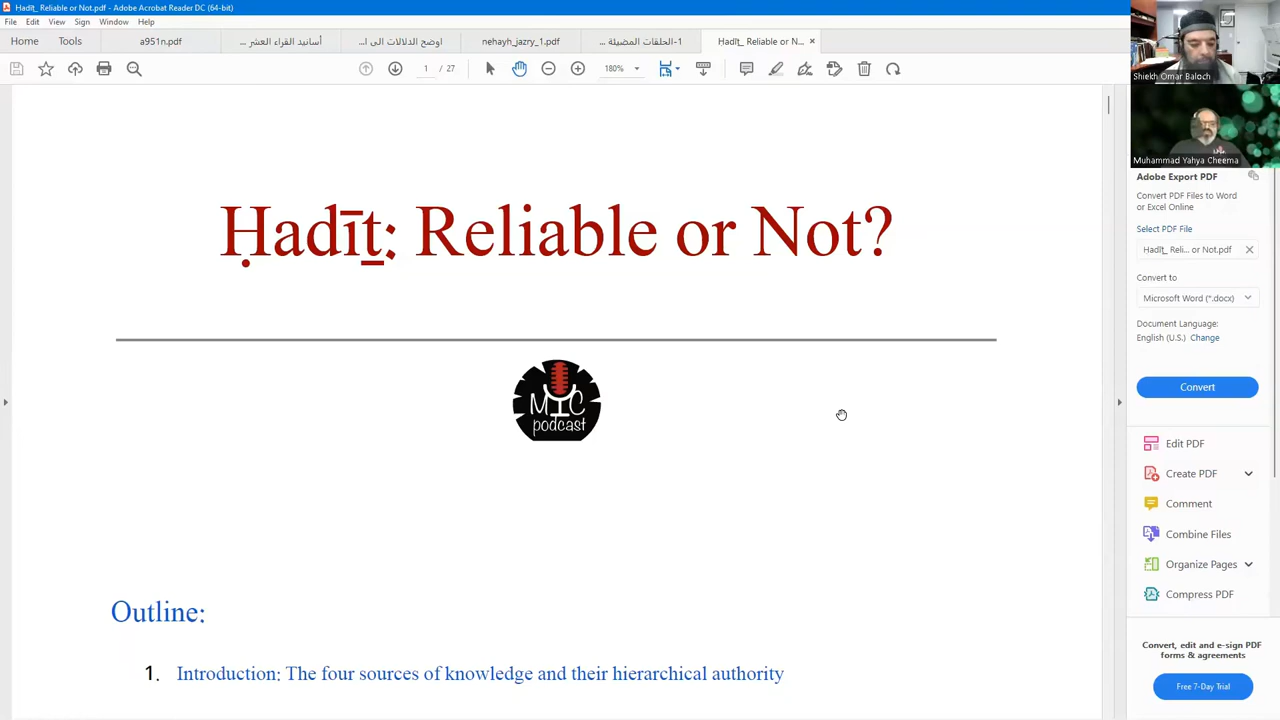 Hadīṯ_ Reliable or Not.pdf - Adobe Acrobat Reader DC (64-bit)
File Edit View Sign Window Help
Home Tools a951n.pdf أسانيد القراء العشر ... وضح الدلالات الى ا... neihyh_jazry_1.pdf 1-الحلقات المضيئة ... Hadīṯ_ Reliable or N... ×
1 / 27 180%
Shiekh Omar Baloch
Muhammad Yahya Cheema
Ḥadīṯ: Reliable or Not?
MIC
podcast
Outline:
1. Introduction: The four sources of knowledge and their hierarchical authority
Adobe Export PDF
Convert PDF Files to Word
or Excel Online
Select PDF File
Hadīṯ_ Reli... or Not.pdf
Convert to
Microsoft Word (*.docx)
Document Language:
English (U.S.) Change
Convert
Edit PDF
Create PDF
Comment
Combine Files
Organize Pages
Compress PDF
Convert, edit and e-sign PDF
forms & agreements
Free 7-Day Trial